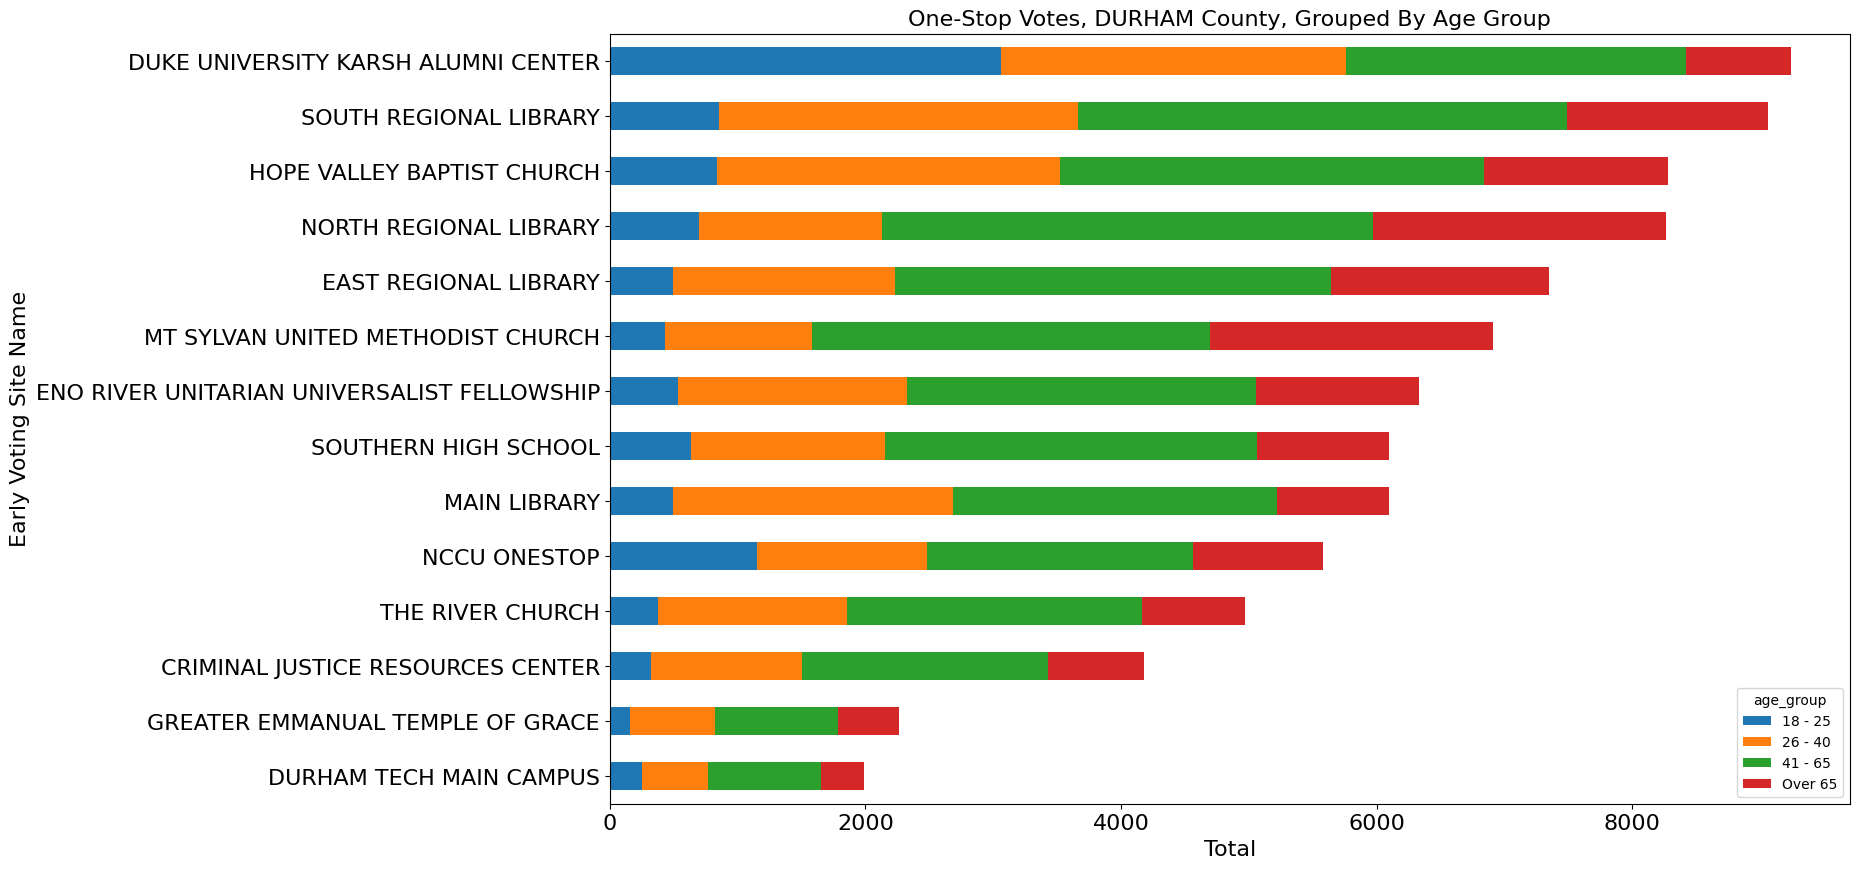 One-Stop Votes, DURHAM County, Grouped By Age Group
Early Voting Site Name
DUKE UNIVERSITY KARSH ALUMNI CENTER
SOUTH REGIONAL LIBRARY
HOPE VALLEY BAPTIST CHURCH
NORTH REGIONAL LIBRARY
EAST REGIONAL LIBRARY
MT SYLVAN UNITED METHODIST CHURCH
ENO RIVER UNITARIAN UNIVERSALIST FELLOWSHIP
SOUTHERN HIGH SCHOOL
MAIN LIBRARY
NCCU ONESTOP
THE RIVER CHURCH
CRIMINAL JUSTICE RESOURCES CENTER
GREATER EMMANUAL TEMPLE OF GRACE
DURHAM TECH MAIN CAMPUS
age_group
18 - 25
26 - 40
41 - 65
Over 65
0 2000 4000 6000 8000
Total